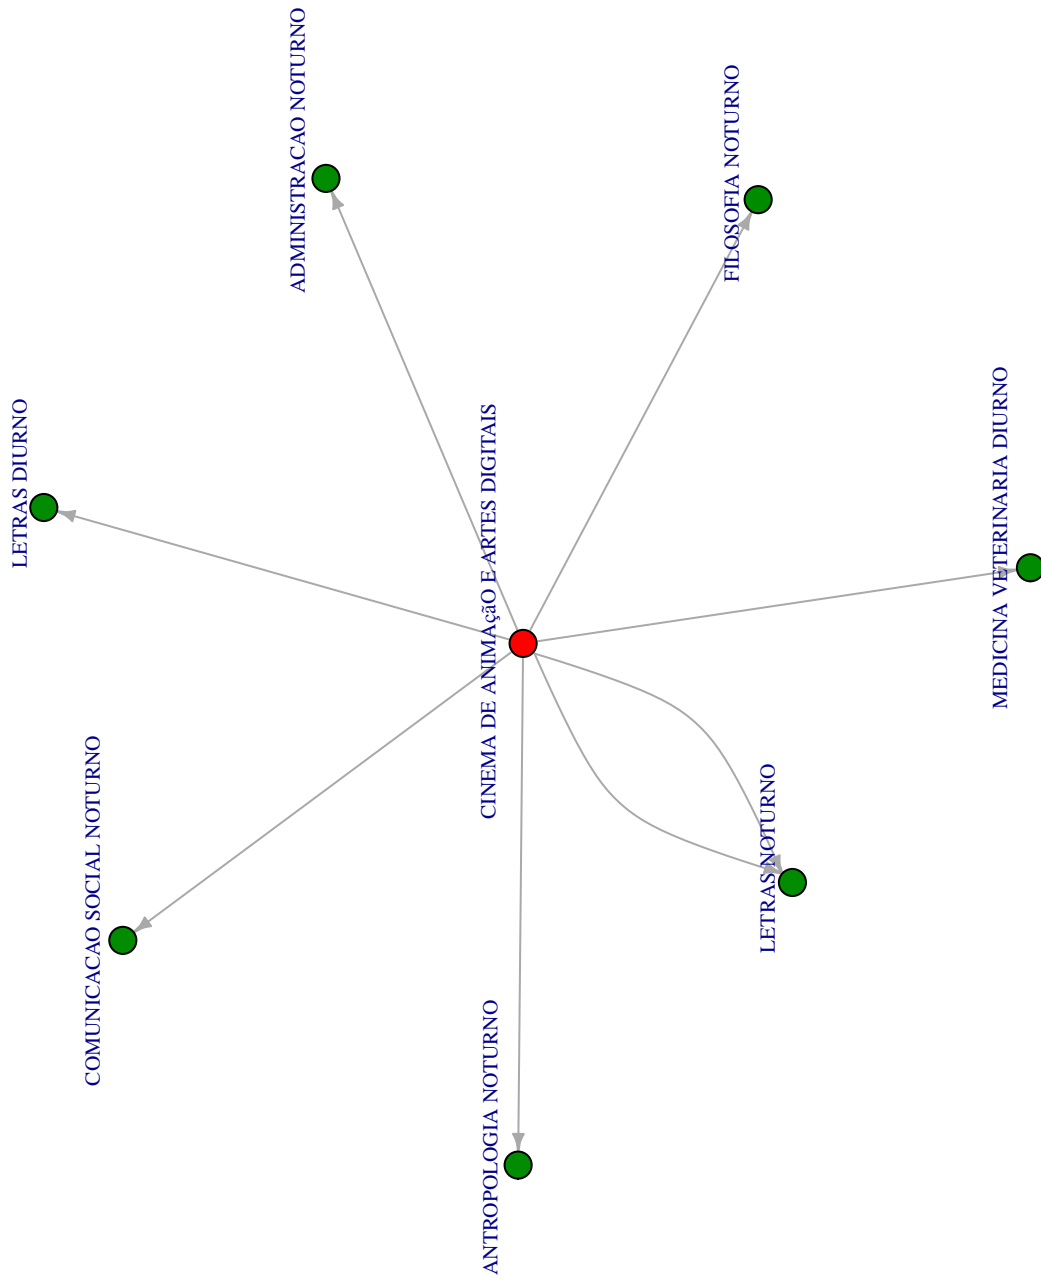 ADMINISTRACAO NOTURNO
FILOSOFIA NOTURNO
LETRAS DIURNO
CINEMA DE ANIMAçãO E ARTES DIGITAIS
MEDICINA VETERINARIA DIURNO
COMUNICACAO SOCIAL NOTURNO
LETRAS NOTURNO
ANTROPOLOGIA NOTURNO